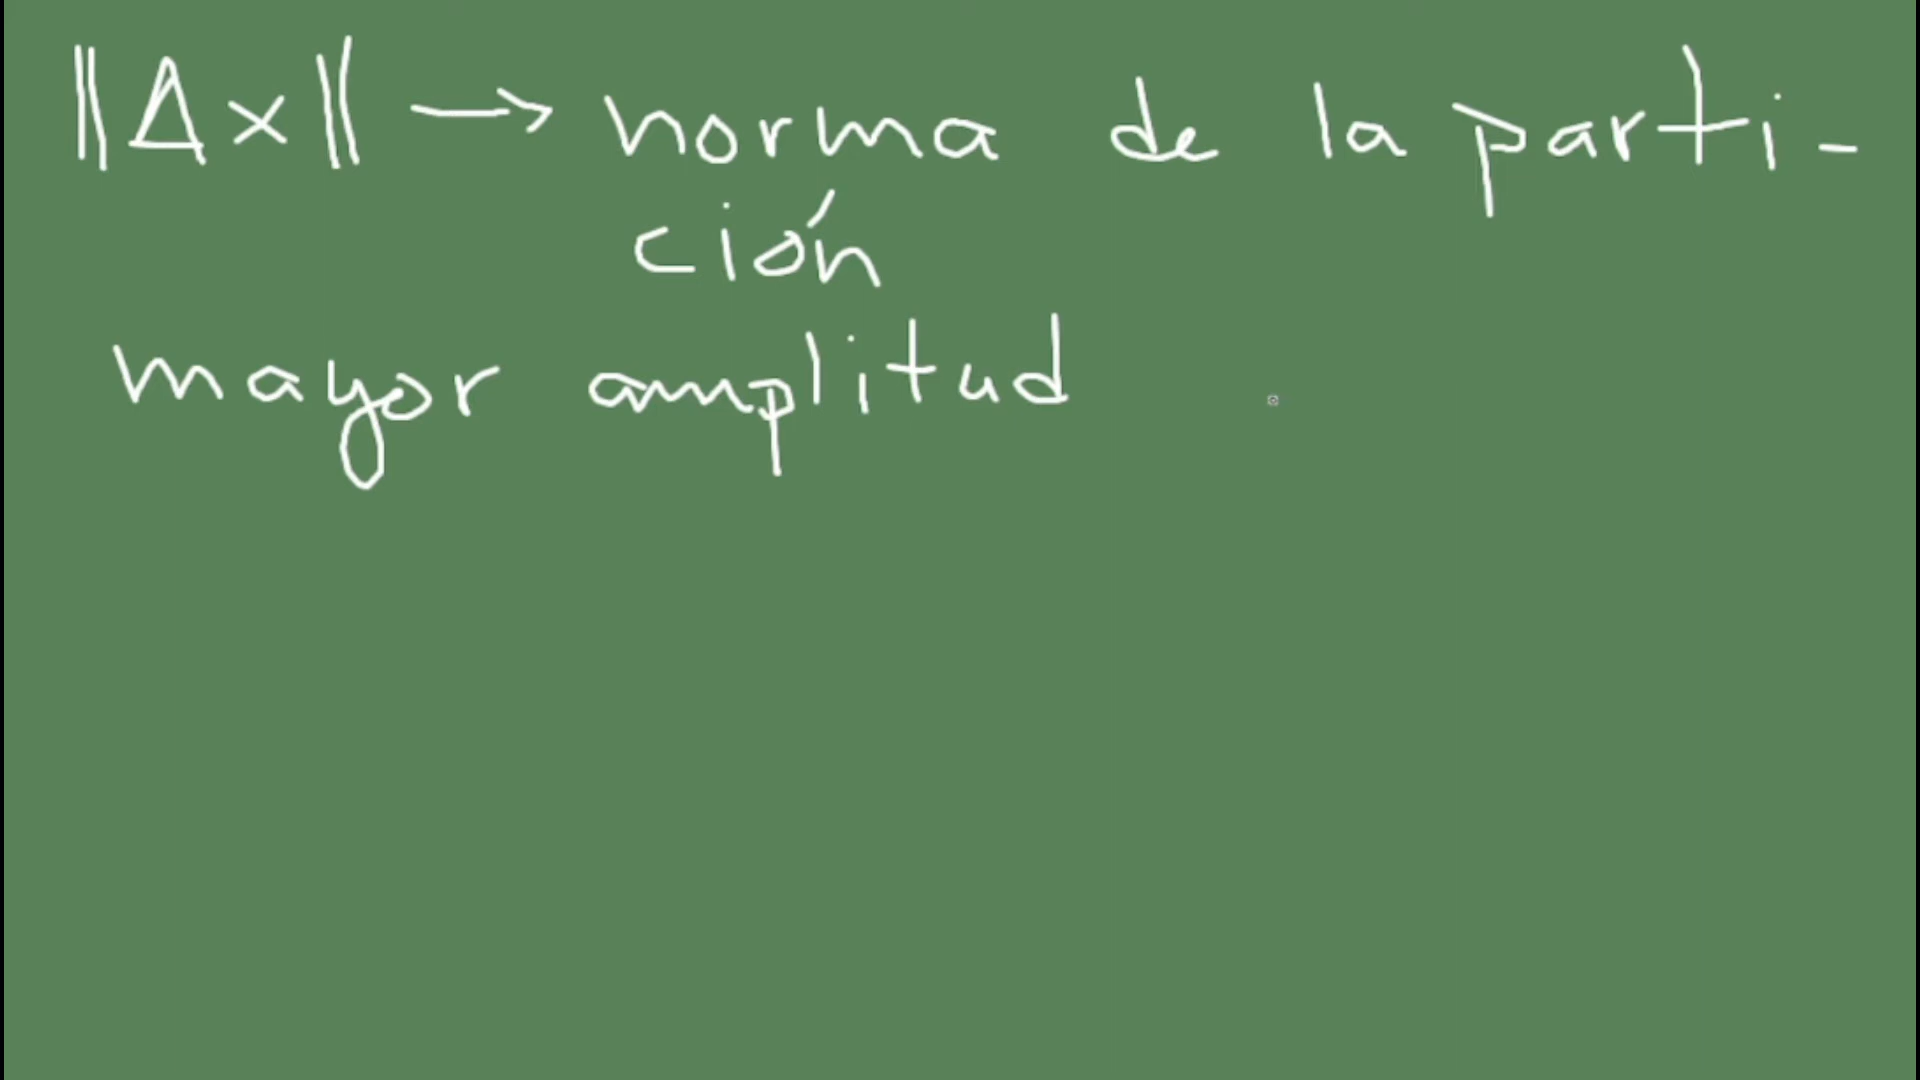 ||Δx|| → norma de la parti-
ción
mayor amplitud